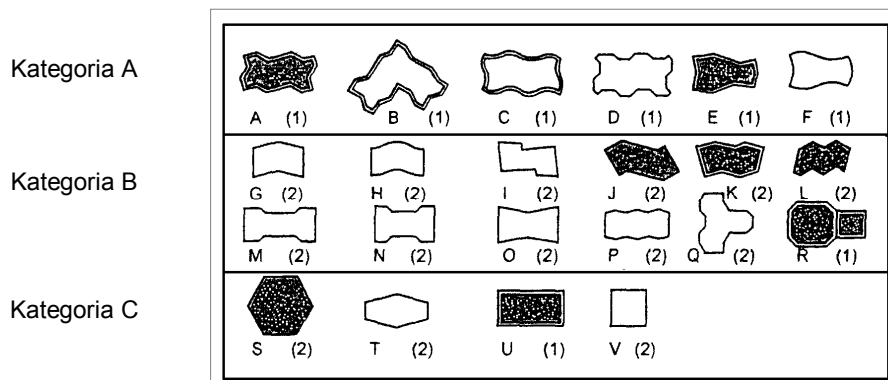 Kategoria A
A (1) B (1) C (1) D (1) E (1) F (1)
Kategoria B
G (2) H (2) I (2) J (2) K (2) L (2)
M (2) N (2) O (2) P (2) Q (2) R (1)
Kategoria C
S (2) T (2) U (1) V (2)